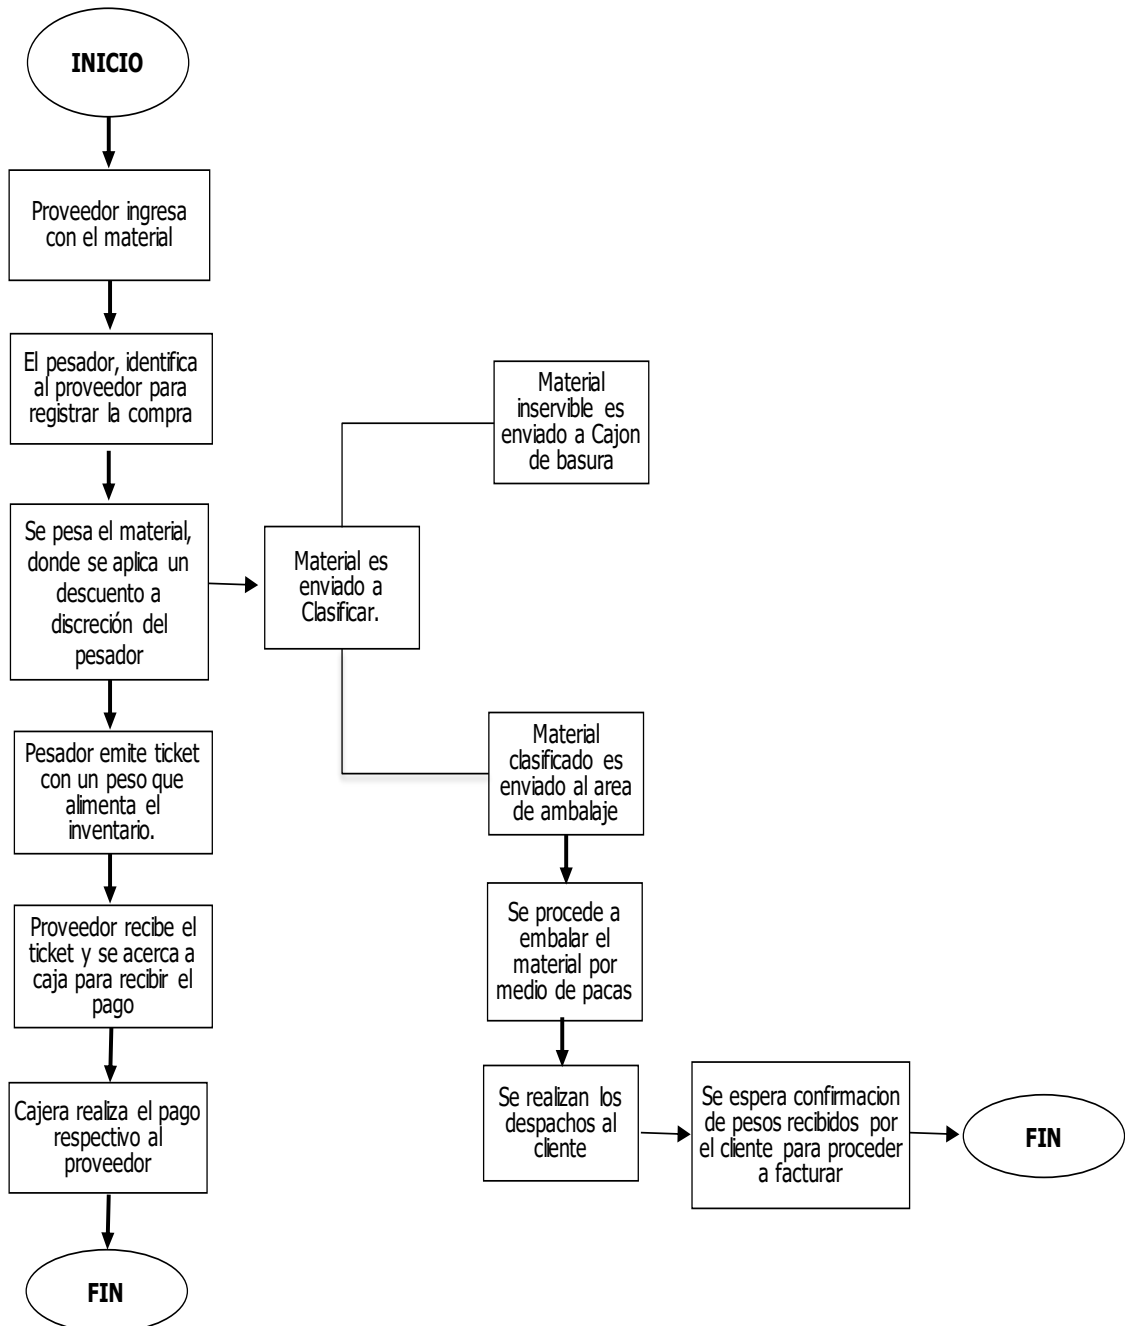 INICIO
Proveedor ingresa
con el material
El pesador, identifica
al proveedor para
registrar la compra
Se pesa el material,
donde se aplica un
descuento a
discreción del
pesador
Pesador emite ticket
con un peso que
alimenta el
inventario.
Proveedor recibe el
ticket y se acerca a
caja para recibir el
pago
Cajera realiza el pago
respectivo al
proveedor
FIN
Material es
enviado a
Clasificar.
Material
inservible es
enviado a Cajon
de basura
Material
clasificado es
enviado al area
de ambalaje
Se procede a
embalar el
material por
medio de pacas
Se realizan los
despachos al
cliente
Se espera confirmacion
de pesos recibidos por
el cliente para proceder
a facturar
FIN